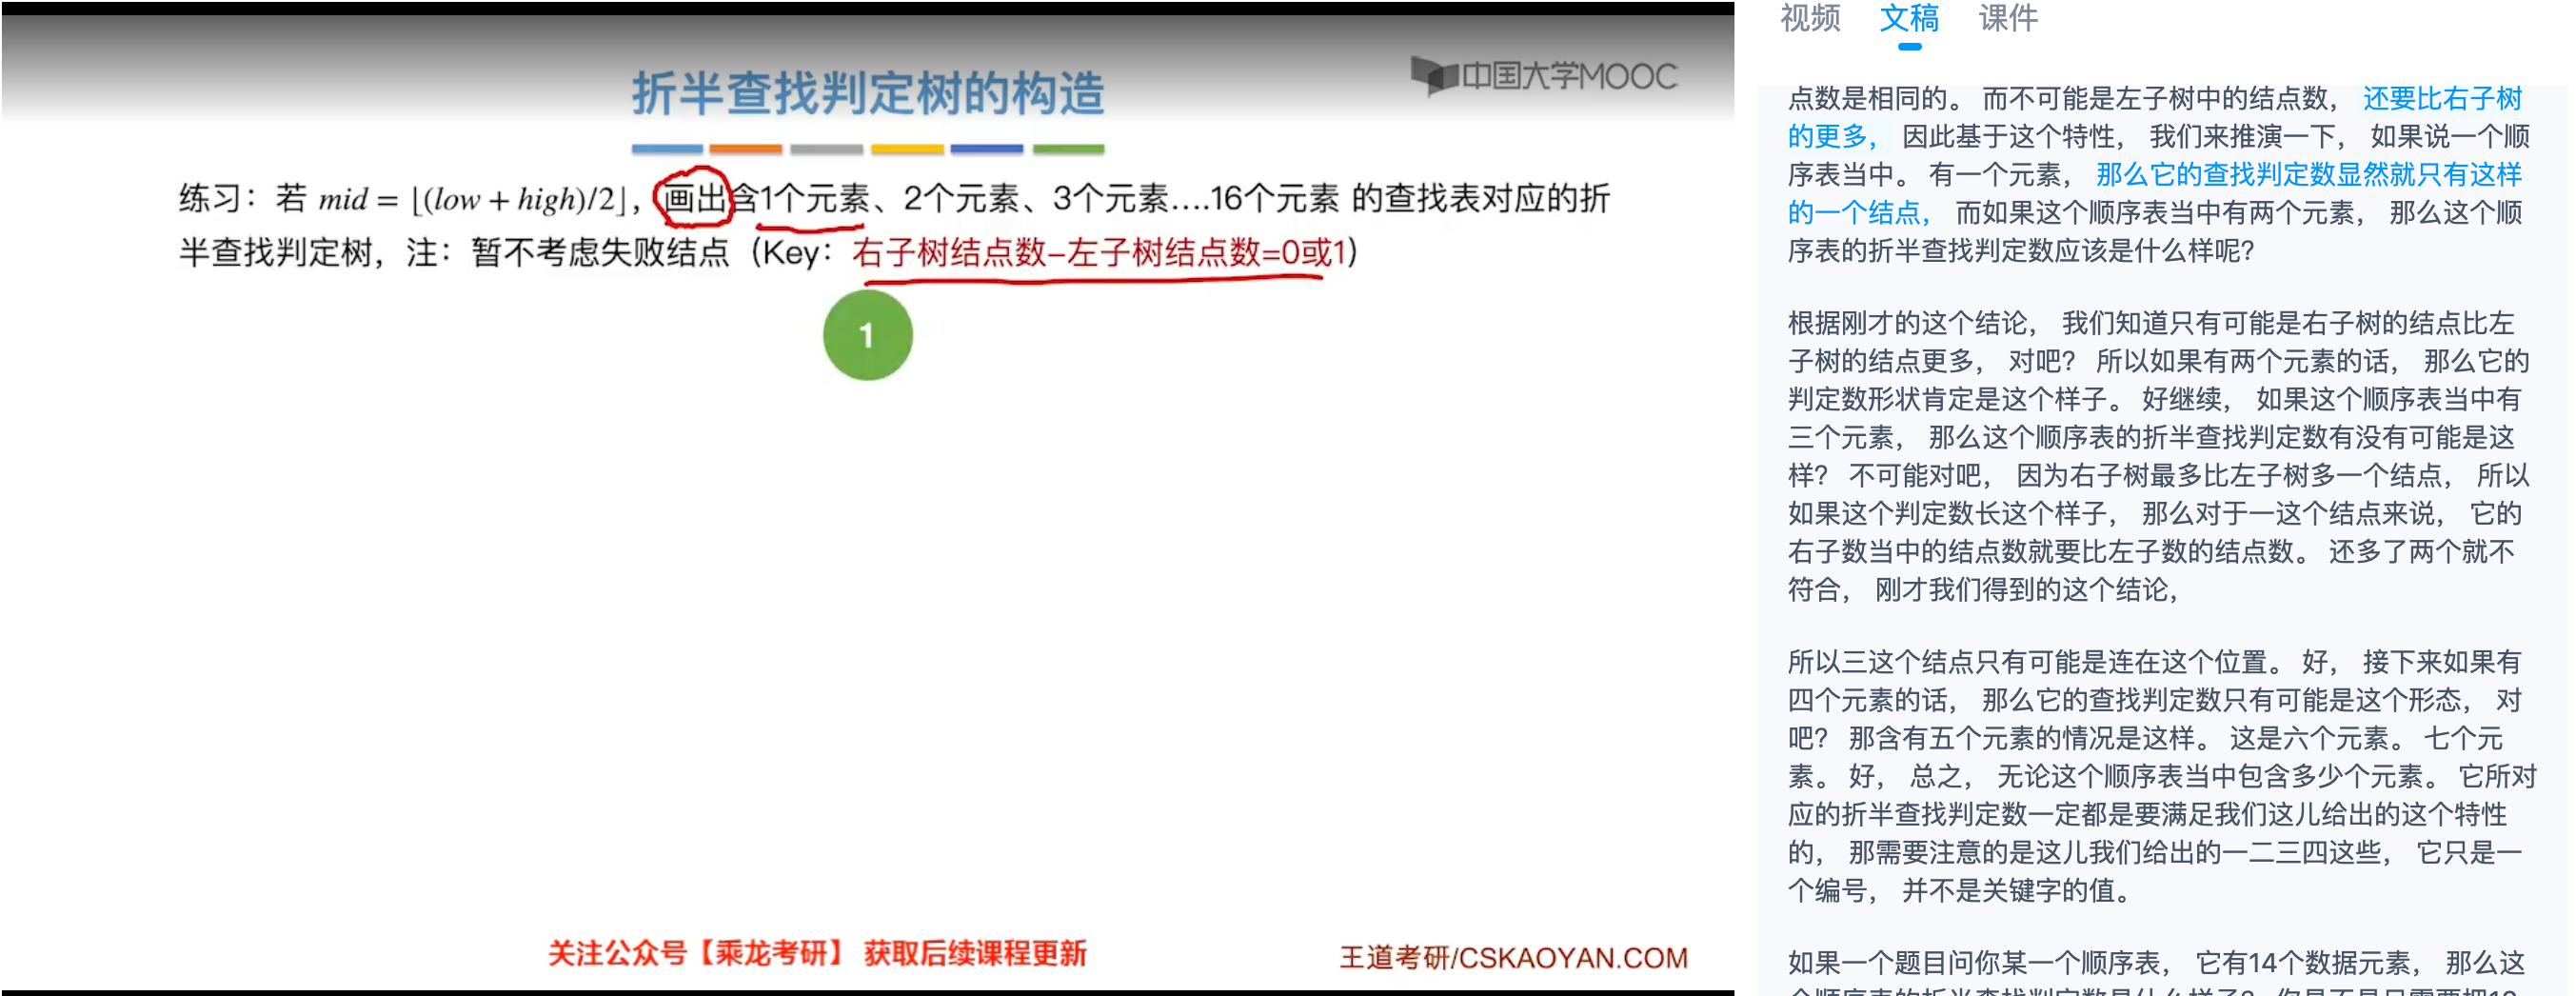 折半查找判定树的构造
中国大学MOOC
练习：若 mid = ⌊(low + high)/2⌋，画出含1个元素、2个元素、3个元素....16个元素 的查找表对应的折
半查找判定树，注：暂不考虑失败结点（Key：右子树结点数–左子树结点数=0或1）
1
关注公众号【乘龙考研】 获取后续课程更新
王道考研/CSKAOYAN.COM
视频 文稿 课件
点数是相同的。 而不可能是左子树中的结点数， 还要比右子树
的更多， 因此基于这个特性， 我们来推演一下， 如果说一个顺
序表当中。 有一个元素， 那么它的查找判定数显然就只有这样
的一个结点， 而如果这个顺序表当中有两个元素， 那么这个顺
序表的折半查找判定数应该是什么样呢？
根据刚才的这个结论， 我们知道只有可能是右子树的结点比左
子树的结点更多， 对吧？ 所以如果有两个元素的话， 那么它的
判定数形状肯定是这个样子。 好继续， 如果这个顺序表当中有
三个元素， 那么这个顺序表的折半查找判定数有没有可能是这
样？ 不可能对吧， 因为右子树最多比左子树多一个结点， 所以
如果这个判定数长这个样子， 那么对于一这个结点来说， 它的
右子数当中的结点数就要比左子数的结点数。 还多了两个就不
符合， 刚才我们得到的这个结论，
所以三这个结点只有可能是连在这个位置。 好， 接下来如果有
四个元素的话， 那么它的查找判定数只有可能是这个形态， 对
吧？ 那含有五个元素的情况是这样。 这是六个元素。 七个元
素。 好， 总之， 无论这个顺序表当中包含多少个元素。 它所对
应的折半查找判定数一定都是要满足我们这儿给出的这个特性
的， 那需要注意的是这儿我们给出的一二三四这些， 它只是一
个编号， 并不是关键字的值。
如果一个题目问你某一个顺序表， 它有14个数据元素， 那么这